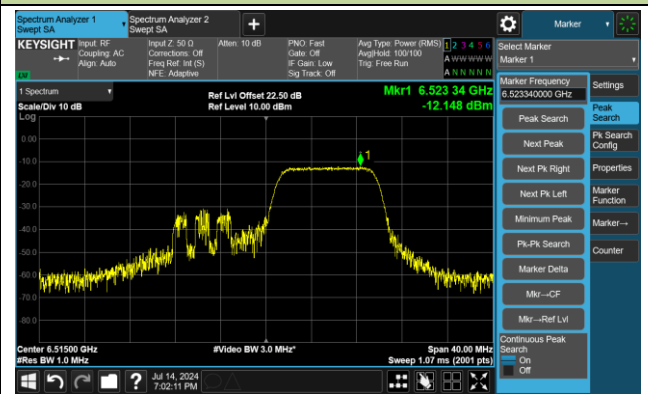 Spectrum Analyzer 1
Swept SA
Spectrum Analyzer 2
Swept SA
+
Marker
KEYSIGHT
Input: RF
Coupling: AC
Align: Auto
Input Z: 50 Ω
Corrections: Off
Freq Ref: Int (S)
NFE: Adaptive
Atten: 10 dB
PNO: Fast
Gate: Off
IF Gain: Low
Sig Track: Off
Avg Type: Power (RMS)
Avg|Hold: 100/100
Trig: Free Run
1 2 3 4 5 6
A W W W W W
A N N N N N
Select Marker
Marker 1
1 Spectrum
Scale/Div 10 dB
Log
Ref Lvl Offset 22.50 dB
Ref Level 10.00 dBm
Mkr1 6.523 34 GHz
-12.148 dBm
0.00
-10.0
-20.0
-30.0
-40.0
-50.0
-60.0
-70.0
-80.0
1
Center 6.51500 GHz
#Res BW 1.0 MHz
#Video BW 3.0 MHz*
Span 40.00 MHz
Sweep 1.07 ms (2001 pts)
Marker Frequency
6.523340000 GHz
Peak Search
Next Peak
Next Pk Right
Next Pk Left
Minimum Peak
Pk-Pk Search
Marker Delta
Mkr→CF
Mkr→Ref Lvl
Continuous Peak
Search
On
Off
Settings
Peak
Search
Pk Search
Config
Properties
Marker
Function
Marker→
Counter
?
Jul 14, 2024
7:02:11 PM